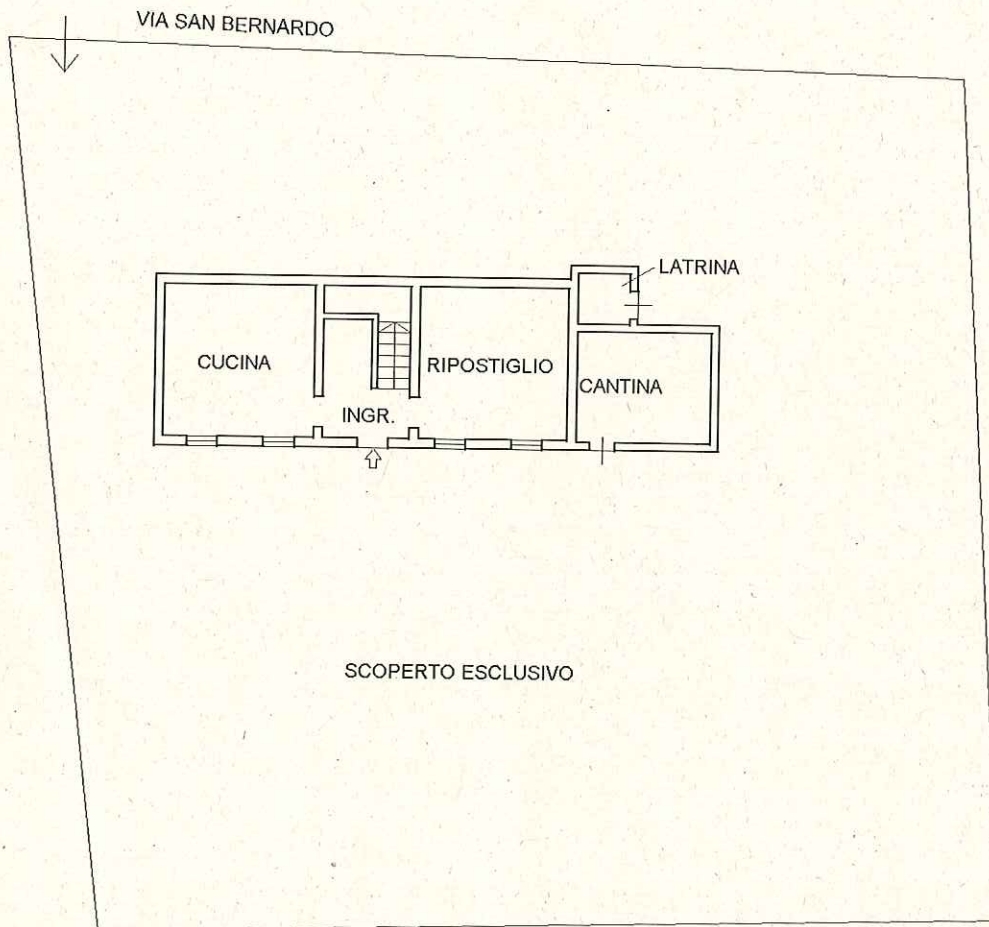 VIA SAN BERNARDO
LATRINA
CUCINA
RIPOSTIGLIO
CANTINA
INGR.
SCOPERTO ESCLUSIVO